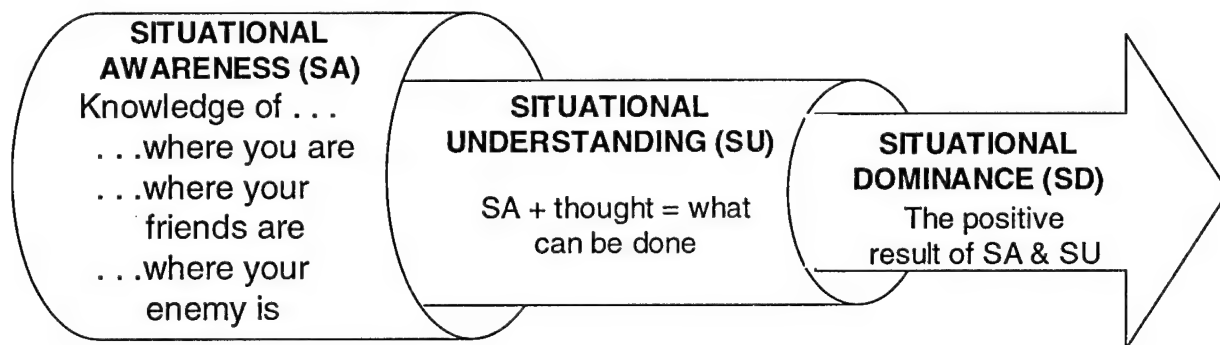 SITUATIONAL
AWARENESS (SA)
Knowledge of . . .
. . .where you are
. . .where your
friends are
. . .where your
enemy is
SITUATIONAL
UNDERSTANDING (SU)
SA + thought = what
can be done
SITUATIONAL
DOMINANCE (SD)
The positive
result of SA & SU